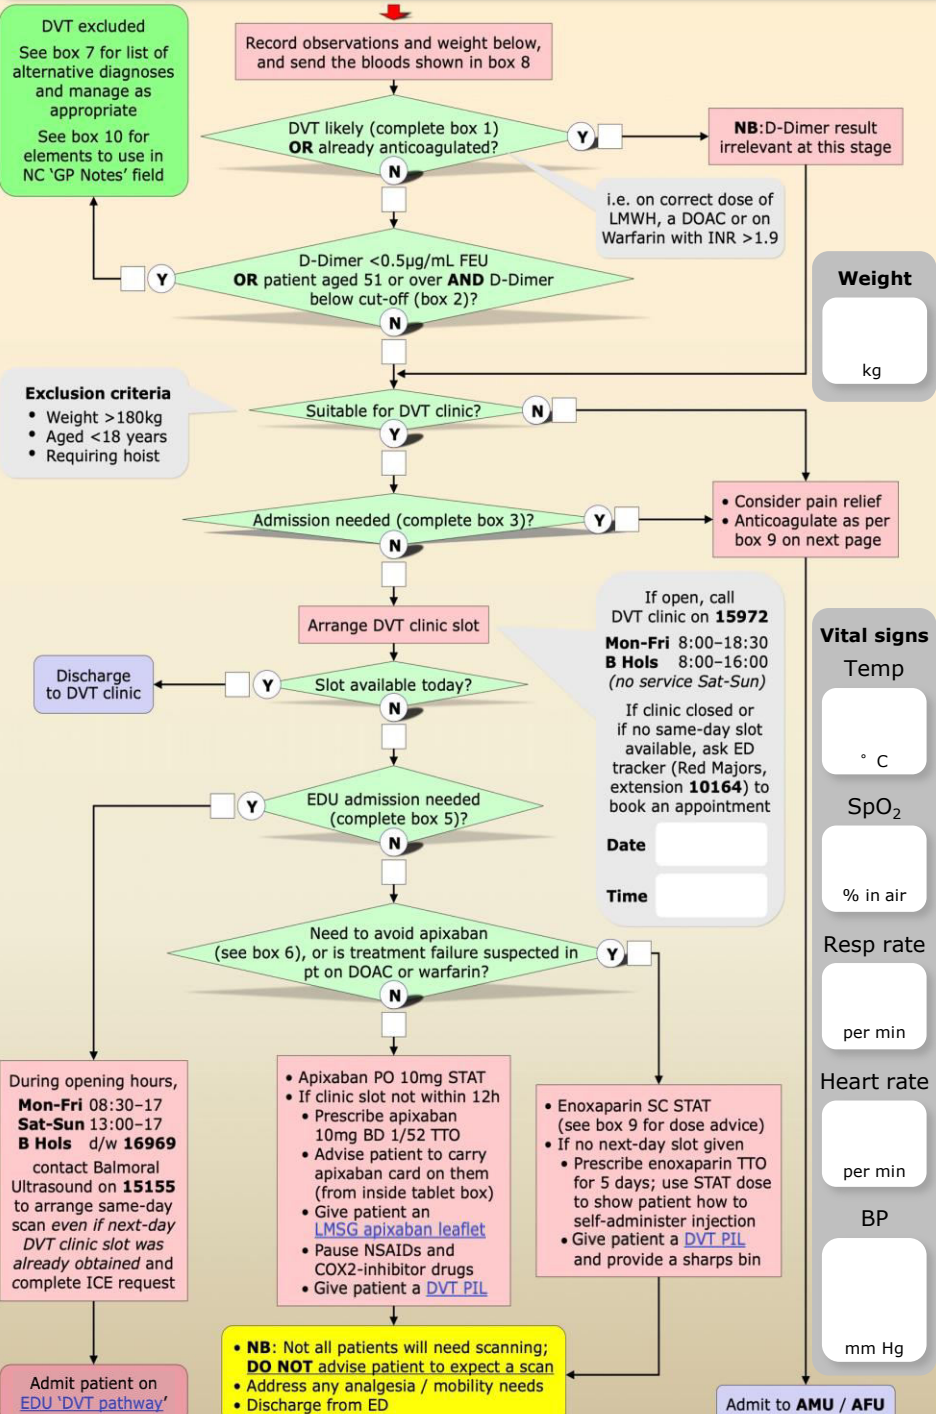 DVT excluded
See box 7 for list of
alternative diagnoses
and manage as
appropriate
See box 10 for
elements to use in
NC ‘GP Notes’ field
Record observations and weight below,
and send the bloods shown in box 8
DVT likely (complete box 1)
OR already anticoagulated?
Y
N
NB:D-Dimer result
irrelevant at this stage
i.e. on correct dose of
LMWH, a DOAC or on
Warfarin with INR >1.9
D-Dimer <0.5µg/mL FEU
OR patient aged 51 or over AND D-Dimer
below cut-off (box 2)?
Y
N
Weight
kg
Exclusion criteria
• Weight >180kg
• Aged <18 years
• Requiring hoist
Suitable for DVT clinic?
N
Y
Admission needed (complete box 3)?
Y
N
• Consider pain relief
• Anticoagulate as per
box 9 on next page
Arrange DVT clinic slot
If open, call
DVT clinic on 15972
Mon-Fri 8:00–18:30
B Hols 8:00–16:00
(no service Sat-Sun)
If clinic closed or
if no same-day slot
available, ask ED
tracker (Red Majors,
extension 10164) to
book an appointment
Date
Time
Discharge
to DVT clinic
Slot available today?
Y
N
EDU admission needed
(complete box 5)?
Y
N
Need to avoid apixaban
(see box 6), or is treatment failure suspected in
pt on DOAC or warfarin?
Y
N
Vital signs
Temp
° C
SpO2
% in air
Resp rate
per min
Heart rate
per min
BP
mm Hg
During opening hours,
Mon-Fri 08:30–17
Sat-Sun 13:00–17
B Hols d/w 16969
contact Balmoral
Ultrasound on 15155
to arrange same-day
scan even if next-day
DVT clinic slot was
already obtained and
complete ICE request
• Apixaban PO 10mg STAT
• If clinic slot not within 12h
• Prescribe apixaban
10mg BD 1/52 TTO
• Advise patient to carry
apixaban card on them
(from inside tablet box)
• Give patient an
LMSG apixaban leaflet
• Pause NSAIDs and
COX2-inhibitor drugs
• Give patient a DVT PIL
• Enoxaparin SC STAT
(see box 9 for dose advice)
• If no next-day slot given
• Prescribe enoxaparin TTO
for 5 days; use STAT dose
to show patient how to
self-administer injection
• Give patient a DVT PIL
and provide a sharps bin
Admit patient on
EDU ‘DVT pathway’
• NB: Not all patients will need scanning;
DO NOT advise patient to expect a scan
• Address any analgesia / mobility needs
• Discharge from ED
Admit to AMU / AFU